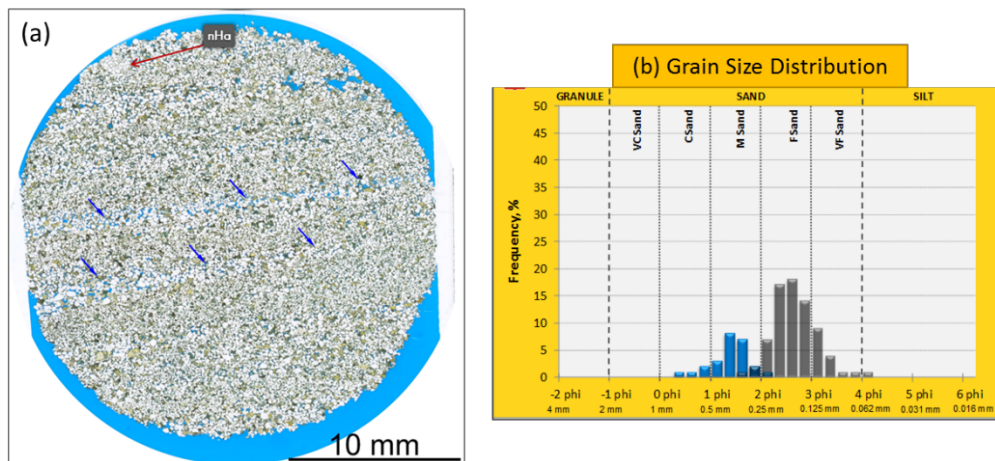 (a)
nHa
10 mm
(b) Grain Size Distribution
GRANULE SAND SILT
VC Sand
C Sand
M Sand
F Sand
VF Sand
Frequency, %
50
45
40
35
30
25
20
15
10
5
0
-2 phi -1 phi 0 phi 1 phi 2 phi 3 phi 4 phi 5 phi 6 phi
4 mm 2 mm 1 mm 0.5 mm 0.25 mm 0.125 mm 0.062 mm 0.031 mm 0.016 mm